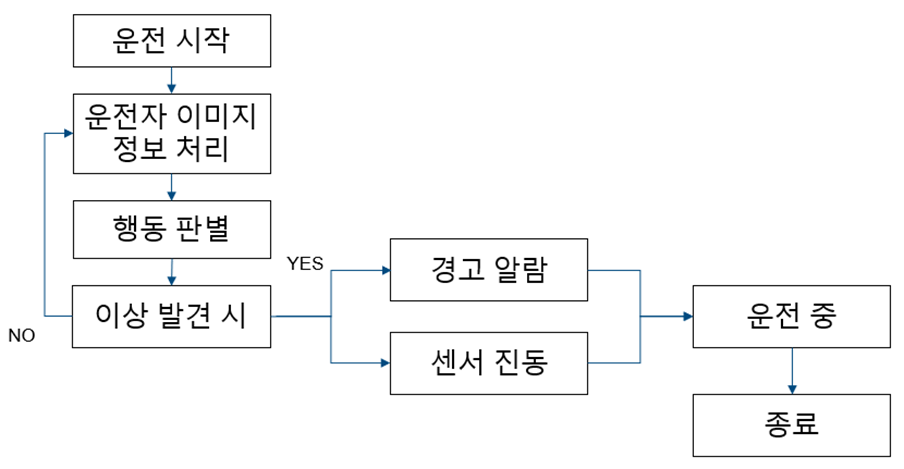 운전 시작
운전자 이미지
정보 처리
행동 판별
이상 발견 시
NO
YES
경고 알람
센서 진동
운전 중
종료